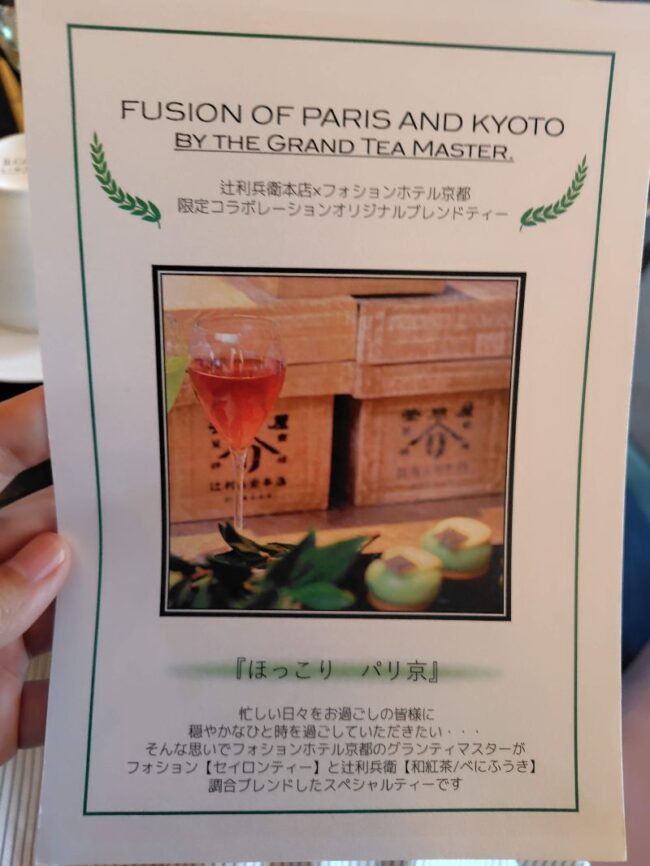 FUSION OF PARIS AND KYOTO
BY THE GRAND TEA MASTER.
辻利兵衛本店×フォションホテル京都
限定コラボレーションオリジナルブレンドティー
辻利兵衛本店
『ほっこり　パリ京』
忙しい日々をお過ごしの皆様に
穏やかなひと時を過ごしていただきたい・・・
そんな思いでフォションホテル京都のグランティマスターが
フォション【セイロンティー】と辻利兵衛【和紅茶/べにふうき】
調合ブレンドしたスペシャルティーです